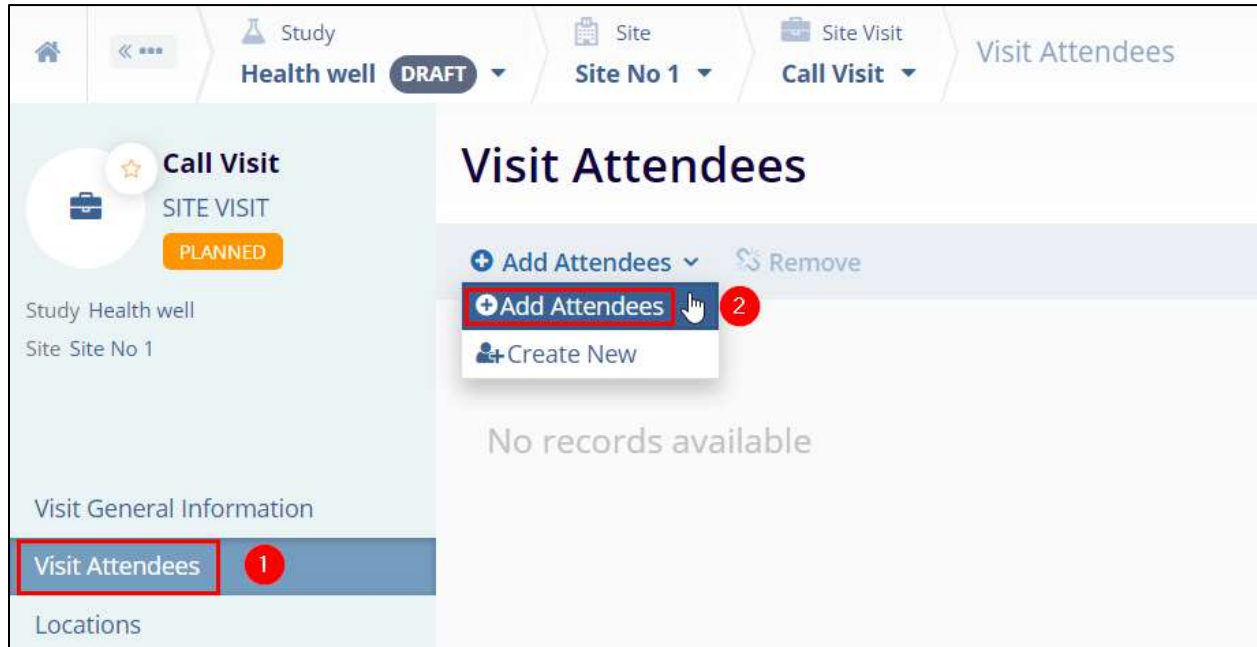 Study
Health well DRAFT
Site
Site No 1
Site Visit
Call Visit
Visit Attendees
Call Visit
SITE VISIT
PLANNED
Study Health well
Site Site No 1
Visit General Information
Visit Attendees 1
Locations
Visit Attendees
Add Attendees Remove
Add Attendees 2
Create New
No records available